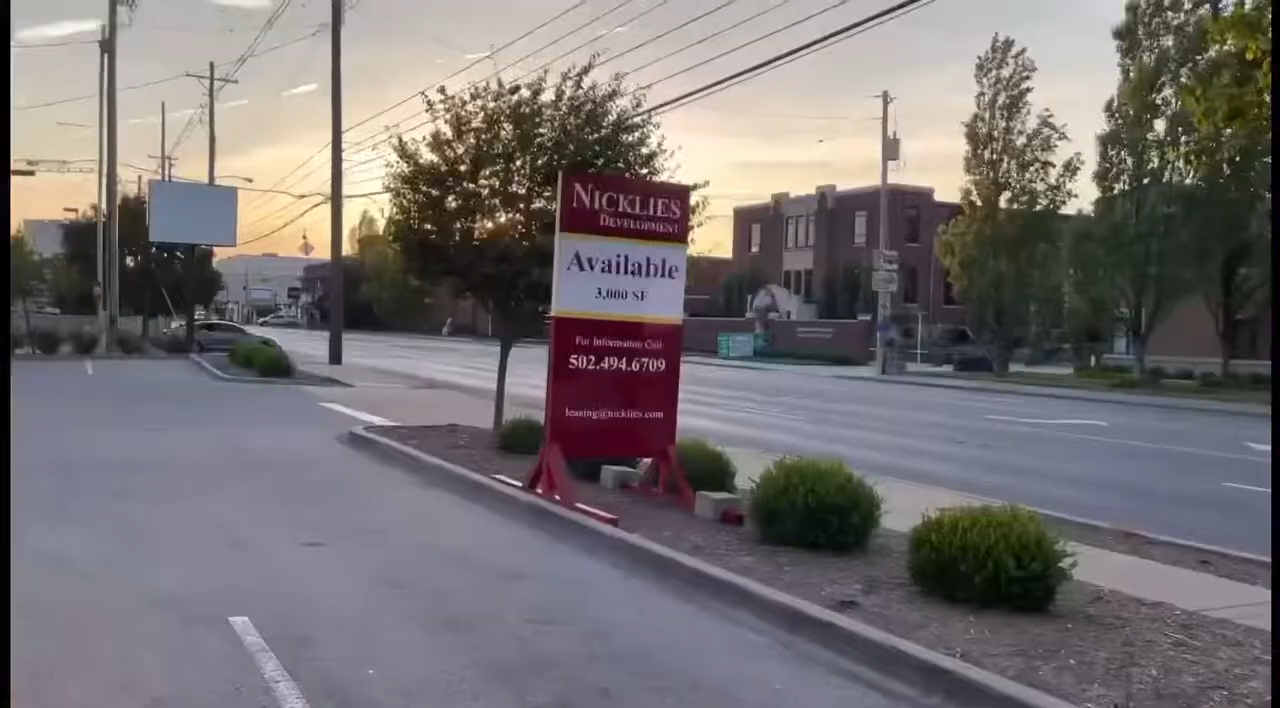 NICKLIES
DEVELOPMENT
Available
3,000 SF
For Information Call
502.494.6709
leasing@nicklies.com